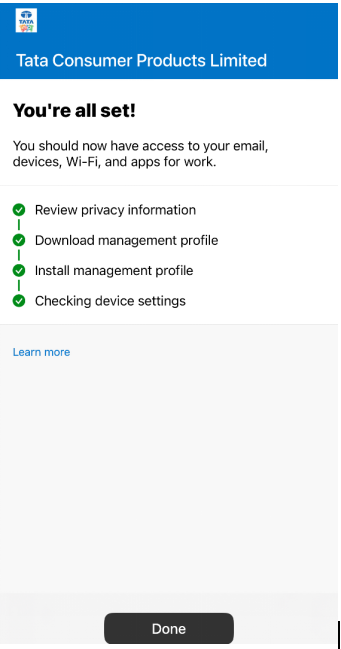 TATA
Tata Consumer Products Limited
You're all set!
You should now have access to your email,
devices, Wi-Fi, and apps for work.
Review privacy information
Download management profile
Install management profile
Checking device settings
Learn more
Done